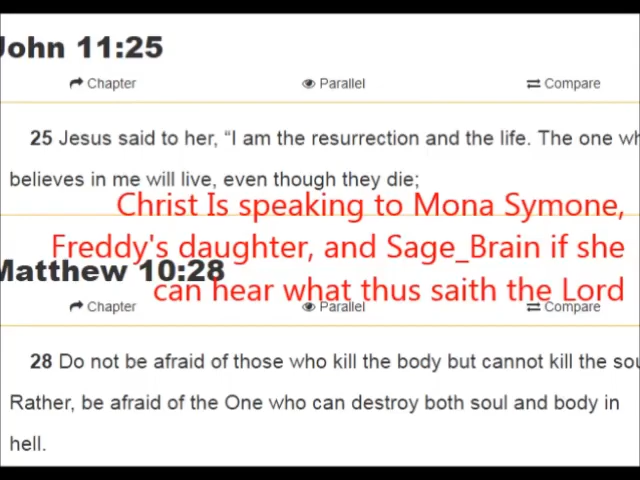 John 11:25
Chapter Parallel Compare
25 Jesus said to her, “I am the resurrection and the life. The one wh
believes in me will live, even though they die;
Christ Is speaking to Mona Symone,
Freddy's daughter, and Sage_Brain if she
Matthew 10:28
can hear what thus saith the Lord
Chapter Parallel Compare
28 Do not be afraid of those who kill the body but cannot kill the sou
Rather, be afraid of the One who can destroy both soul and body in
hell.